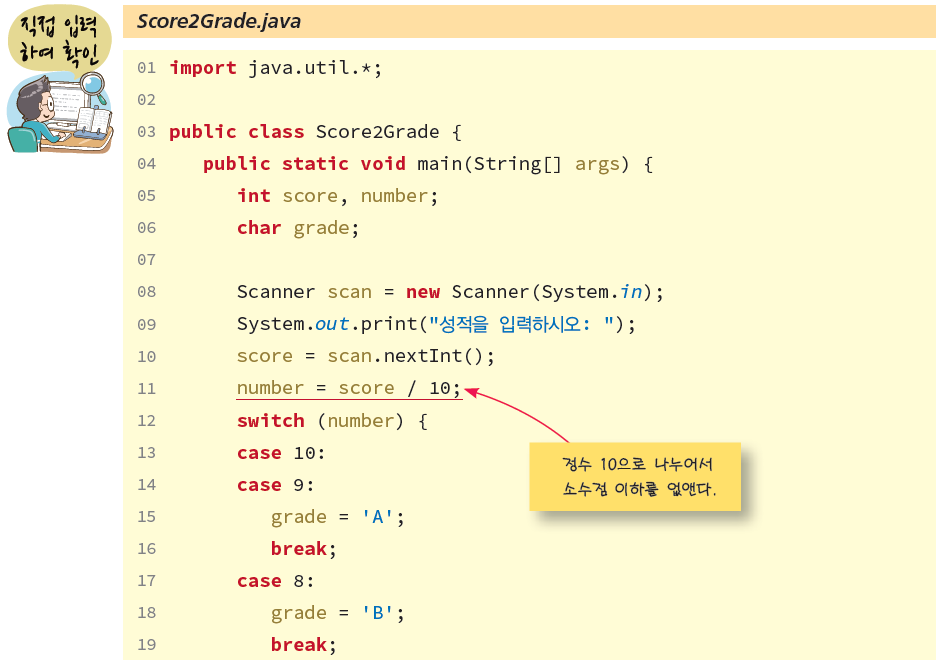 직접 입력
하여 확인
Score2Grade.java
01 import java.util.*;
02
03 public class Score2Grade {
04    public static void main(String[] args) {
05       int score, number;
06       char grade;
07
08       Scanner scan = new Scanner(System.in);
09       System.out.print("성적을 입력하시오: ");
10       score = scan.nextInt();
11       number = score / 10;
12       switch (number) {
13       case 10:
14       case 9:
15          grade = 'A';
16          break;
17       case 8:
18          grade = 'B';
19          break;
정수 10으로 나누어서
소수점 이하를 없앤다.